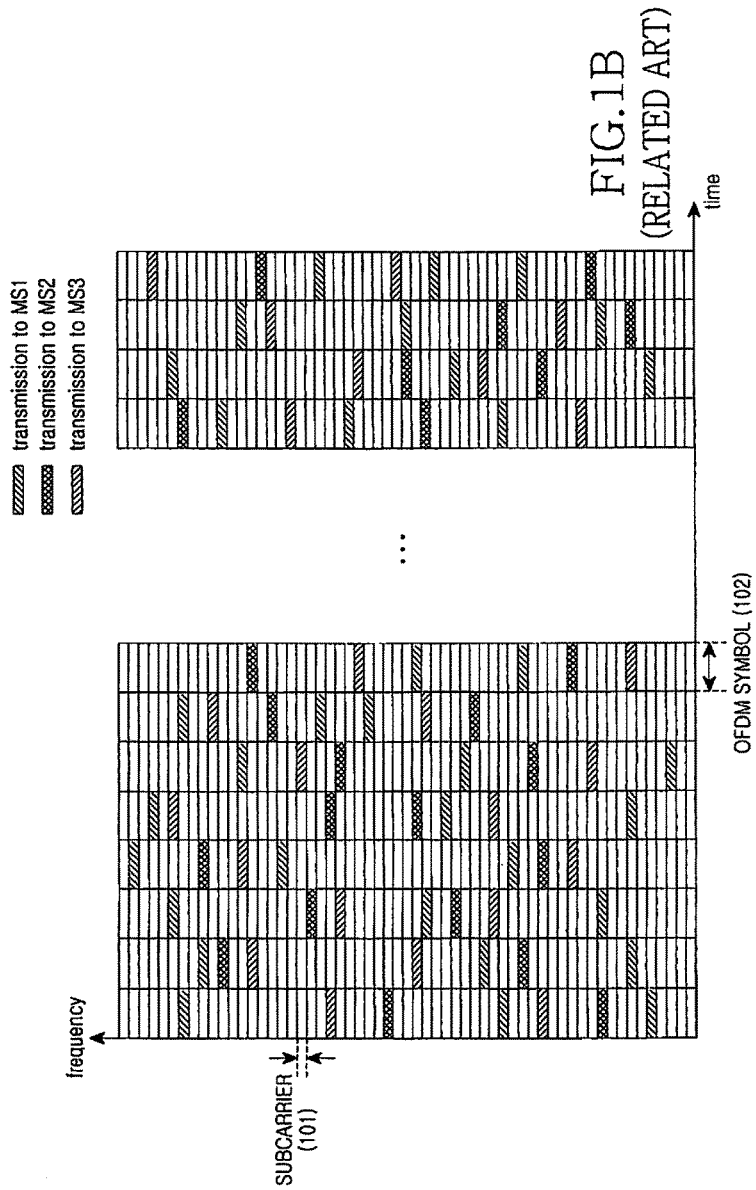 transmission to MS1
transmission to MS2
transmission to MS3
frequency
SUBCARRIER
(101)
...
OFDM SYMBOL (102)
time
FIG.1B
(RELATED ART)